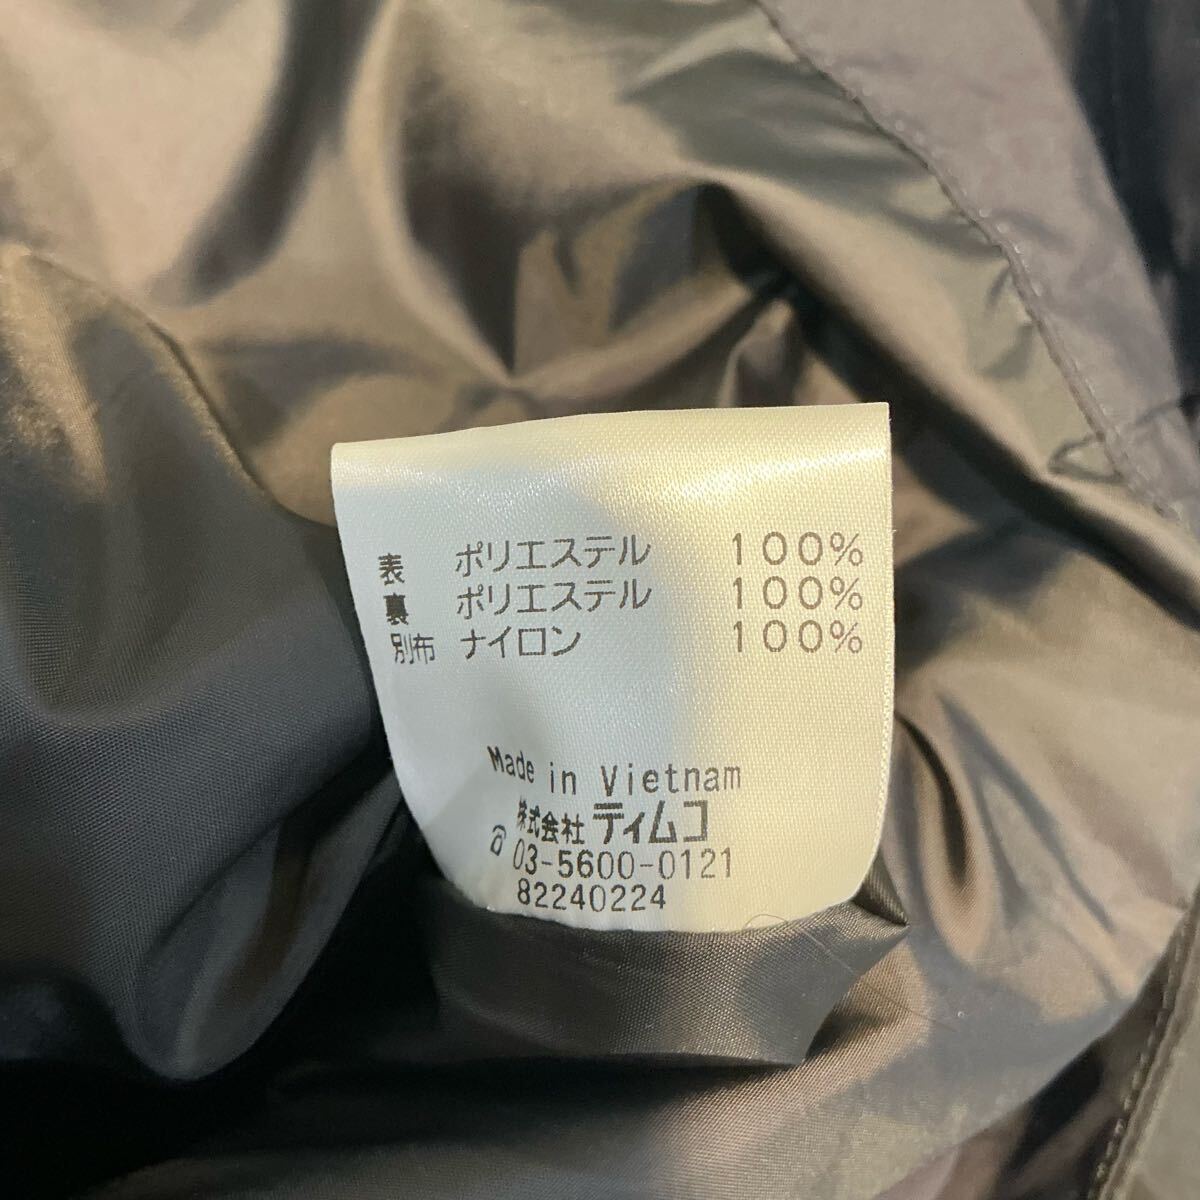 表 ポリエステル 100%
裏 ポリエステル 100%
別布 ナイロン 100%
Made in Vietnam
株式会社 ティムコ
☎03-5600-0121
82240224